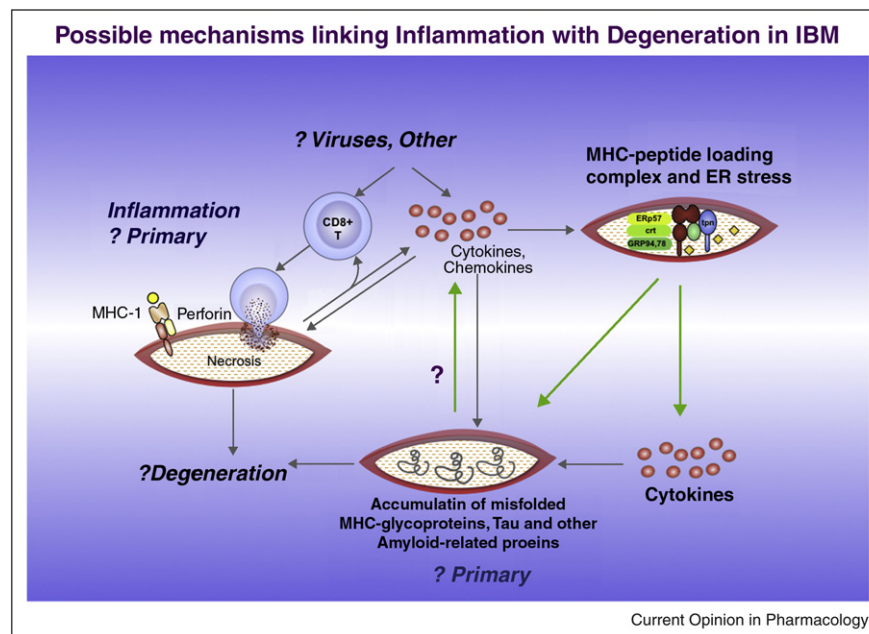 Possible mechanisms linking Inflammation with Degeneration in IBM
? Viruses, Other
MHC-peptide loading
complex and ER stress
Inflammation
? Primary
CD8+
T
ERp57
crt
GRP94,78
tpn
Cytokines,
Chemokines
MHC-1
Perforin
Necrosis
?
?Degeneration
Accumulatin of misfolded
MHC-glycoproteins, Tau and other
Amyloid-related proeins
Cytokines
? Primary
Current Opinion in Pharmacology